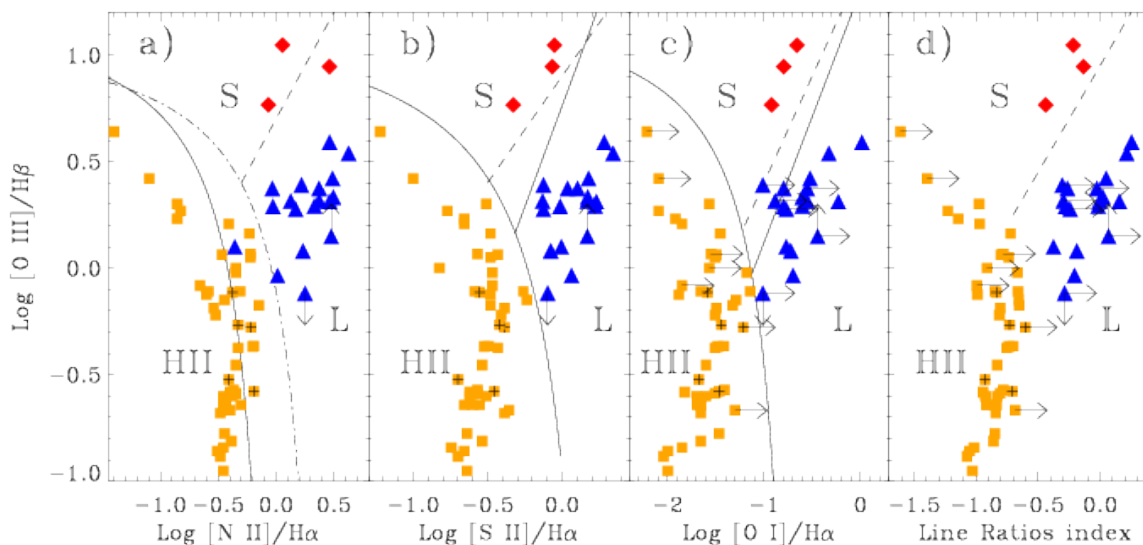 a) b) c) d)
1.0
0.5
0.0
−0.5
−1.0
Log [O III]/Hβ
S S S S
L L L L
HII HII HII HII
−1.0 −0.5 0.0 0.5
−1.0 −0.5 0.0
−2 −1 0
−1.5 −1.0 −0.5 0.0
Log [N II]/Hα
Log [S II]/Hα
Log [O I]/Hα
Line Ratios index